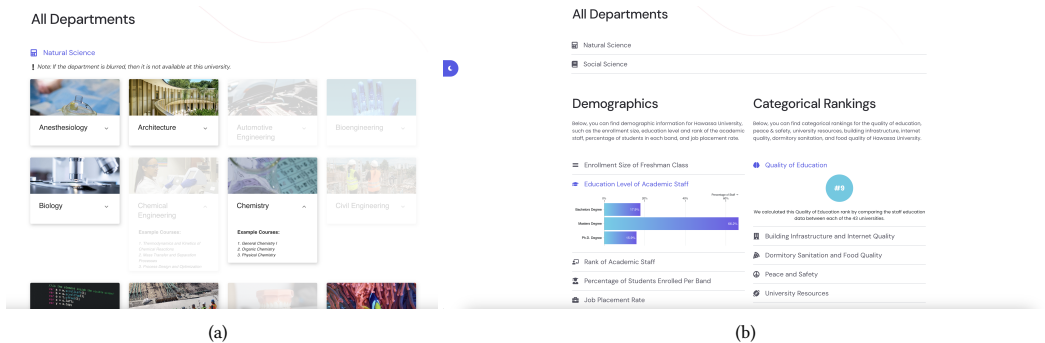 All Departments
Natural Science
! Note: If the department is blurred, then it is not available at this university.
Anesthesiology
Architecture
Automotive
Engineering
Bioengineering
Biology
Chemical
Engineering
Example Courses:
Chemistry
Example Courses:
1. General Chemistry I
2. Organic Chemistry
3. Physical Chemistry
Civil Engineering
(a)
All Departments
Natural Science
Social Science
Demographics
Below, you can find demographic information for Hawassa University,
such as the enrollment size, education level and rank of the academic
staff, percentage of students in each band, and job placement rate.
Enrollment Size of Freshman Class
Education Level of Academic Staff
Bachelors Degree
Masters Degree
Ph.D. Degree
Rank of Academic Staff
Percentage of Students Enrolled Per Band
Job Placement Rate
Categorical Rankings
Below, you can find categorical rankings for the quality of education,
peace & safety, university resources, building infrastructure, internet
quality, dormitory sanitation, and food quality of Hawassa University.
Quality of Education
#9
We calculated this Quality of Education rank by comparing the staff education
data between each of the 43 universities.
Building Infrastructure and Internet Quality
Dormitory Sanitation and Food Quality
Peace and Safety
University Resources
(b)